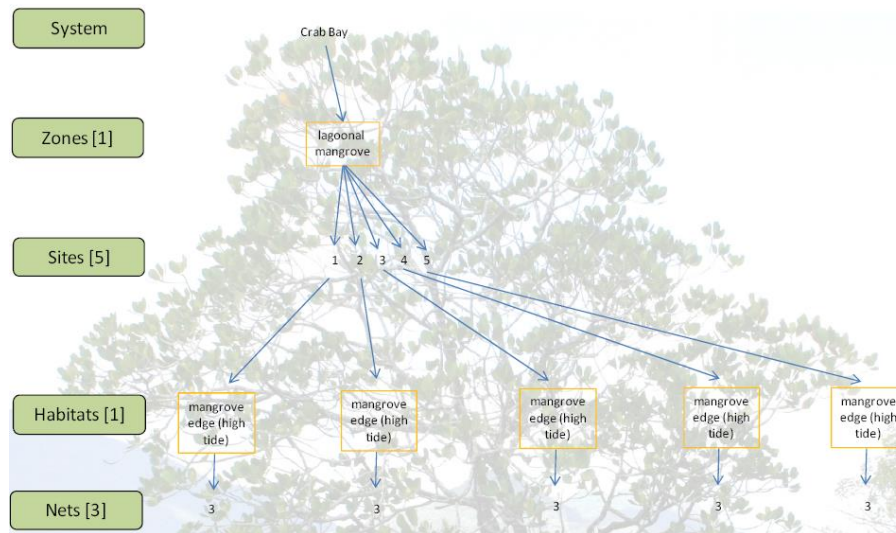 System
Crab Bay
Zones [1]
lagoonal
mangrove
Sites [5]
1 2 3 4 5
Habitats [1]
mangrove
edge (high
tide)
mangrove
edge (high
tide)
mangrove
edge (high
tide)
mangrove
edge (high
tide)
mangrove
edge (high
tide)
Nets [3]
3 3 3 3 3